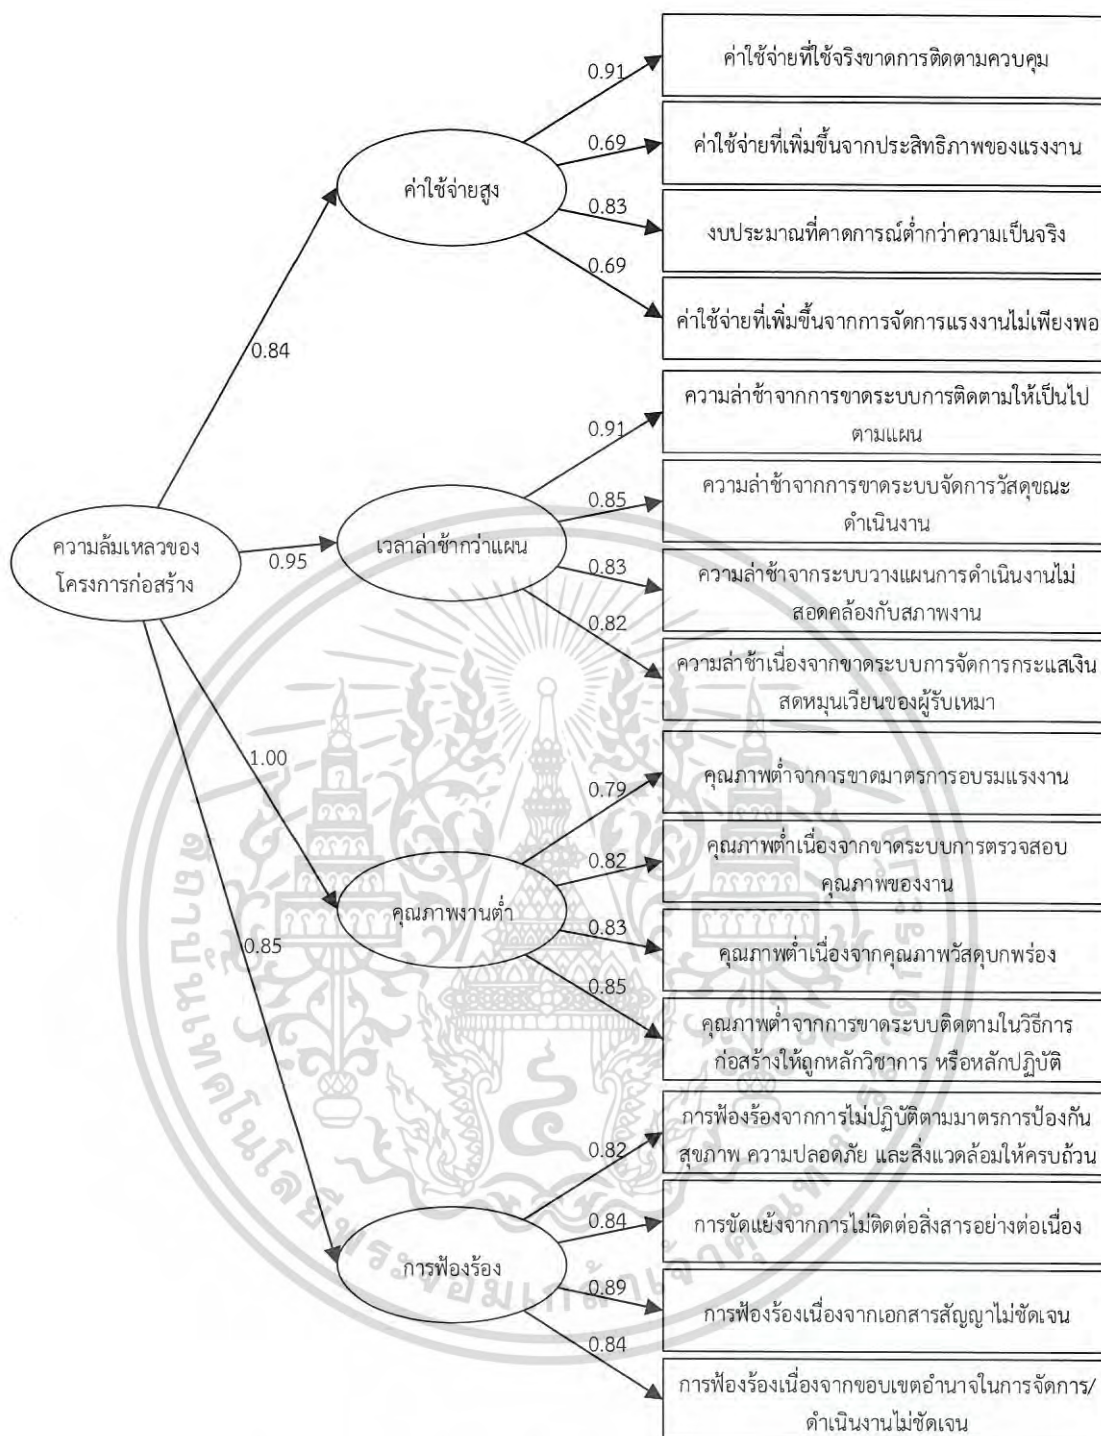 0.91
ค่าใช้จ่ายที่ใช้จริงขาดการติดตามควบคุม
0.69
ค่าใช้จ่ายที่เพิ่มขึ้นจากประสิทธิภาพของแรงงาน
ค่าใช้จ่ายสูง
0.83
งบประมาณที่คาดการณ์ต่ำกว่าความเป็นจริง
0.69
ค่าใช้จ่ายที่เพิ่มขึ้นจากการจัดการแรงงานไม่เพียงพอ
0.84
0.91
ความล่าช้าจากการขาดระบบการติดตามให้เป็นไป
ตามแผน
0.85
ความล่าช้าจากการขาดระบบจัดการวัสดุขณะ
ดำเนินงาน
ความล้มเหลวของ
โครงการก่อสร้าง
0.95
เวลาล่าช้ากว่าแผน
0.83
ความล่าช้าจากระบบวางแผนการดำเนินงานไม่
สอดคล้องกับสภาพงาน
0.82
ความล่าช้าเนื่องจากขาดระบบการจัดการกระแสเงิน
สดหมุนเวียนของผู้รับเหมา
1.00
0.79
คุณภาพต่ำจาการขาดมาตรการอบรมแรงงาน
0.82
คุณภาพต่ำเนื่องจากขาดระบบการตรวจสอบ
คุณภาพของงาน
คุณภาพงานต่ำ
0.83
คุณภาพต่ำเนื่องจากคุณภาพวัสดุบกพร่อง
0.85
0.85
คุณภาพต่ำจากการขาดระบบติดตามในวิธีการ
ก่อสร้างให้ถูกหลักวิชาการ หรือหลักปฏิบัติ
0.82
การฟ้องร้องจากการไม่ปฏิบัติตามมาตรการป้องกัน
สุขภาพ ความปลอดภัย และสิ่งแวดล้อมให้ครบถ้วน
0.84
การขัดแย้งจากการไม่ติดต่อสิ่งสารอย่างต่อเนื่อง
การฟ้องร้อง
0.89
การฟ้องร้องเนื่องจากเอกสารสัญญาไม่ชัดเจน
0.84
การฟ้องร้องเนื่องจากขอบเขตอำนาจในการจัดการ/
ดำเนินงานไม่ชัดเจน
สถาบันเทคโนโลยีพระจอมเกล้าเจ้าคุณทหารลาดกระบัง